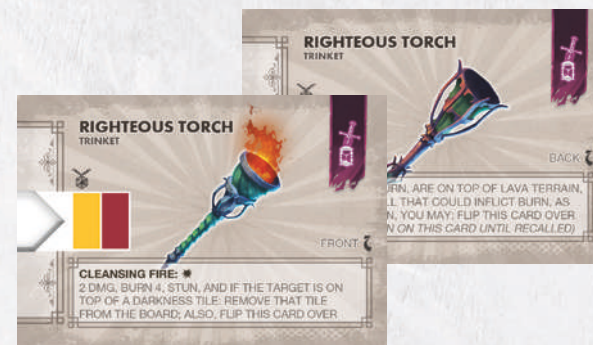 RIGHTEOUS TORCH
TRINKET
BACK
URN, ARE ON TOP OF LAVA TERRAIN,
THAT COULD INFLICT BURN, AS
YOU MAY: FLIP THIS CARD OVER
ON THIS CARD UNTIL RECALLED)
RIGHTEOUS TORCH
TRINKET
FRONT
CLEANSING FIRE:
2 DMG, BURN 4, STUN, AND IF THE TARGET IS ON
TOP OF A DARKNESS TILE: REMOVE THAT TILE
FROM THE BOARD; ALSO, FLIP THIS CARD OVER